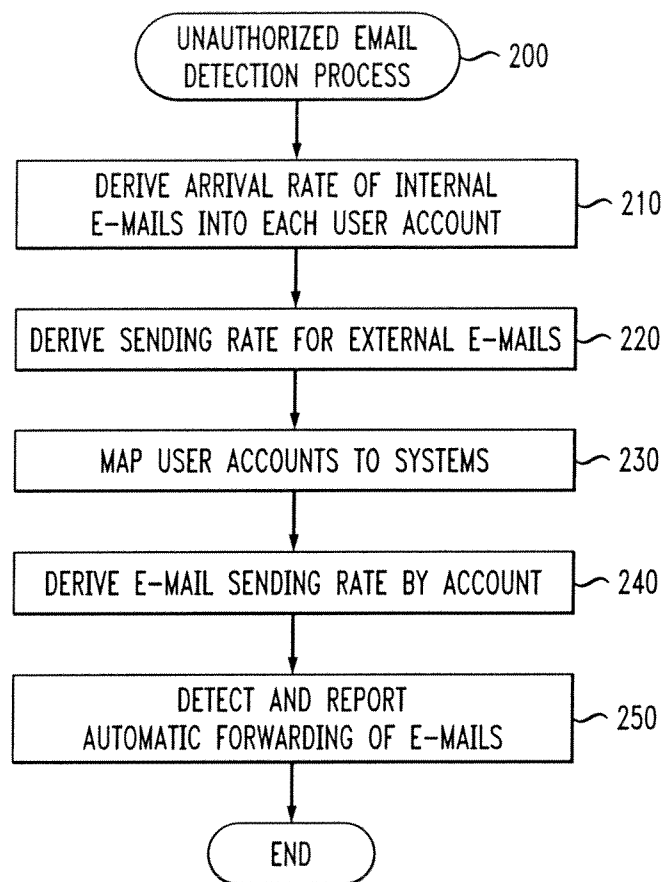 UNAUTHORIZED EMAIL
DETECTION PROCESS
200
DERIVE ARRIVAL RATE OF INTERNAL
E-MAILS INTO EACH USER ACCOUNT
210
DERIVE SENDING RATE FOR EXTERNAL E-MAILS
220
MAP USER ACCOUNTS TO SYSTEMS
230
DERIVE E-MAIL SENDING RATE BY ACCOUNT
240
DETECT AND REPORT
AUTOMATIC FORWARDING OF E-MAILS
250
END